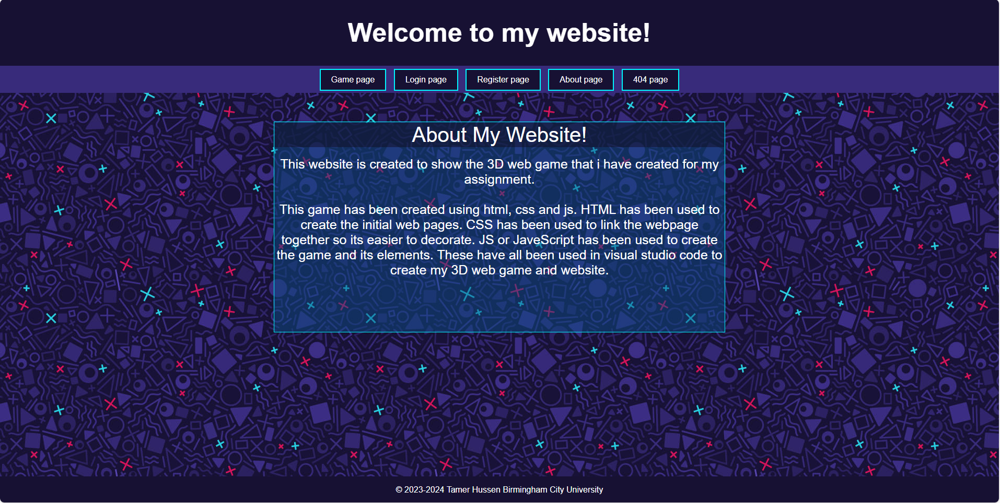 Welcome to my website!
Game page
Login page
Register page
About page
404 page
About My Website!
This website is created to show the 3D web game that i have created for my
assignment.
This game has been created using html, css and js. HTML has been used to
create the initial web pages. CSS has been used to link the webpage
together so its easier to decorate. JS or JaveScript has been used to create
the game and its elements. These have all been used in visual studio code to
create my 3D web game and website.
© 2023-2024 Tamer Hussen Birmingham City University